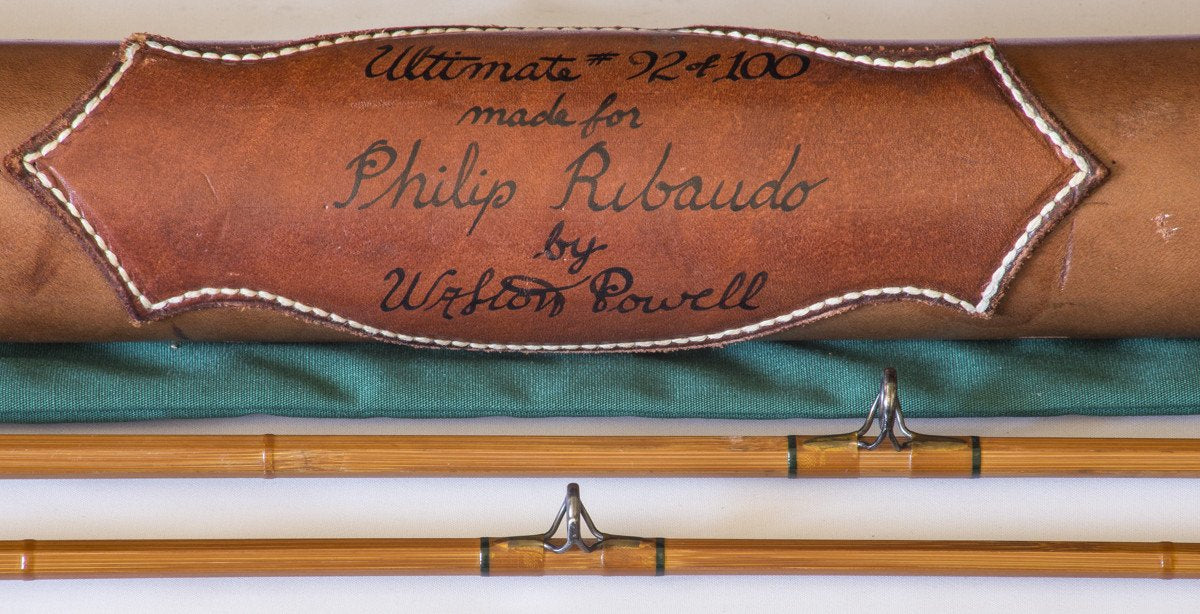 Ultimate # 92 of 100
made for
Philip Ribaudo
by
Walton Powell